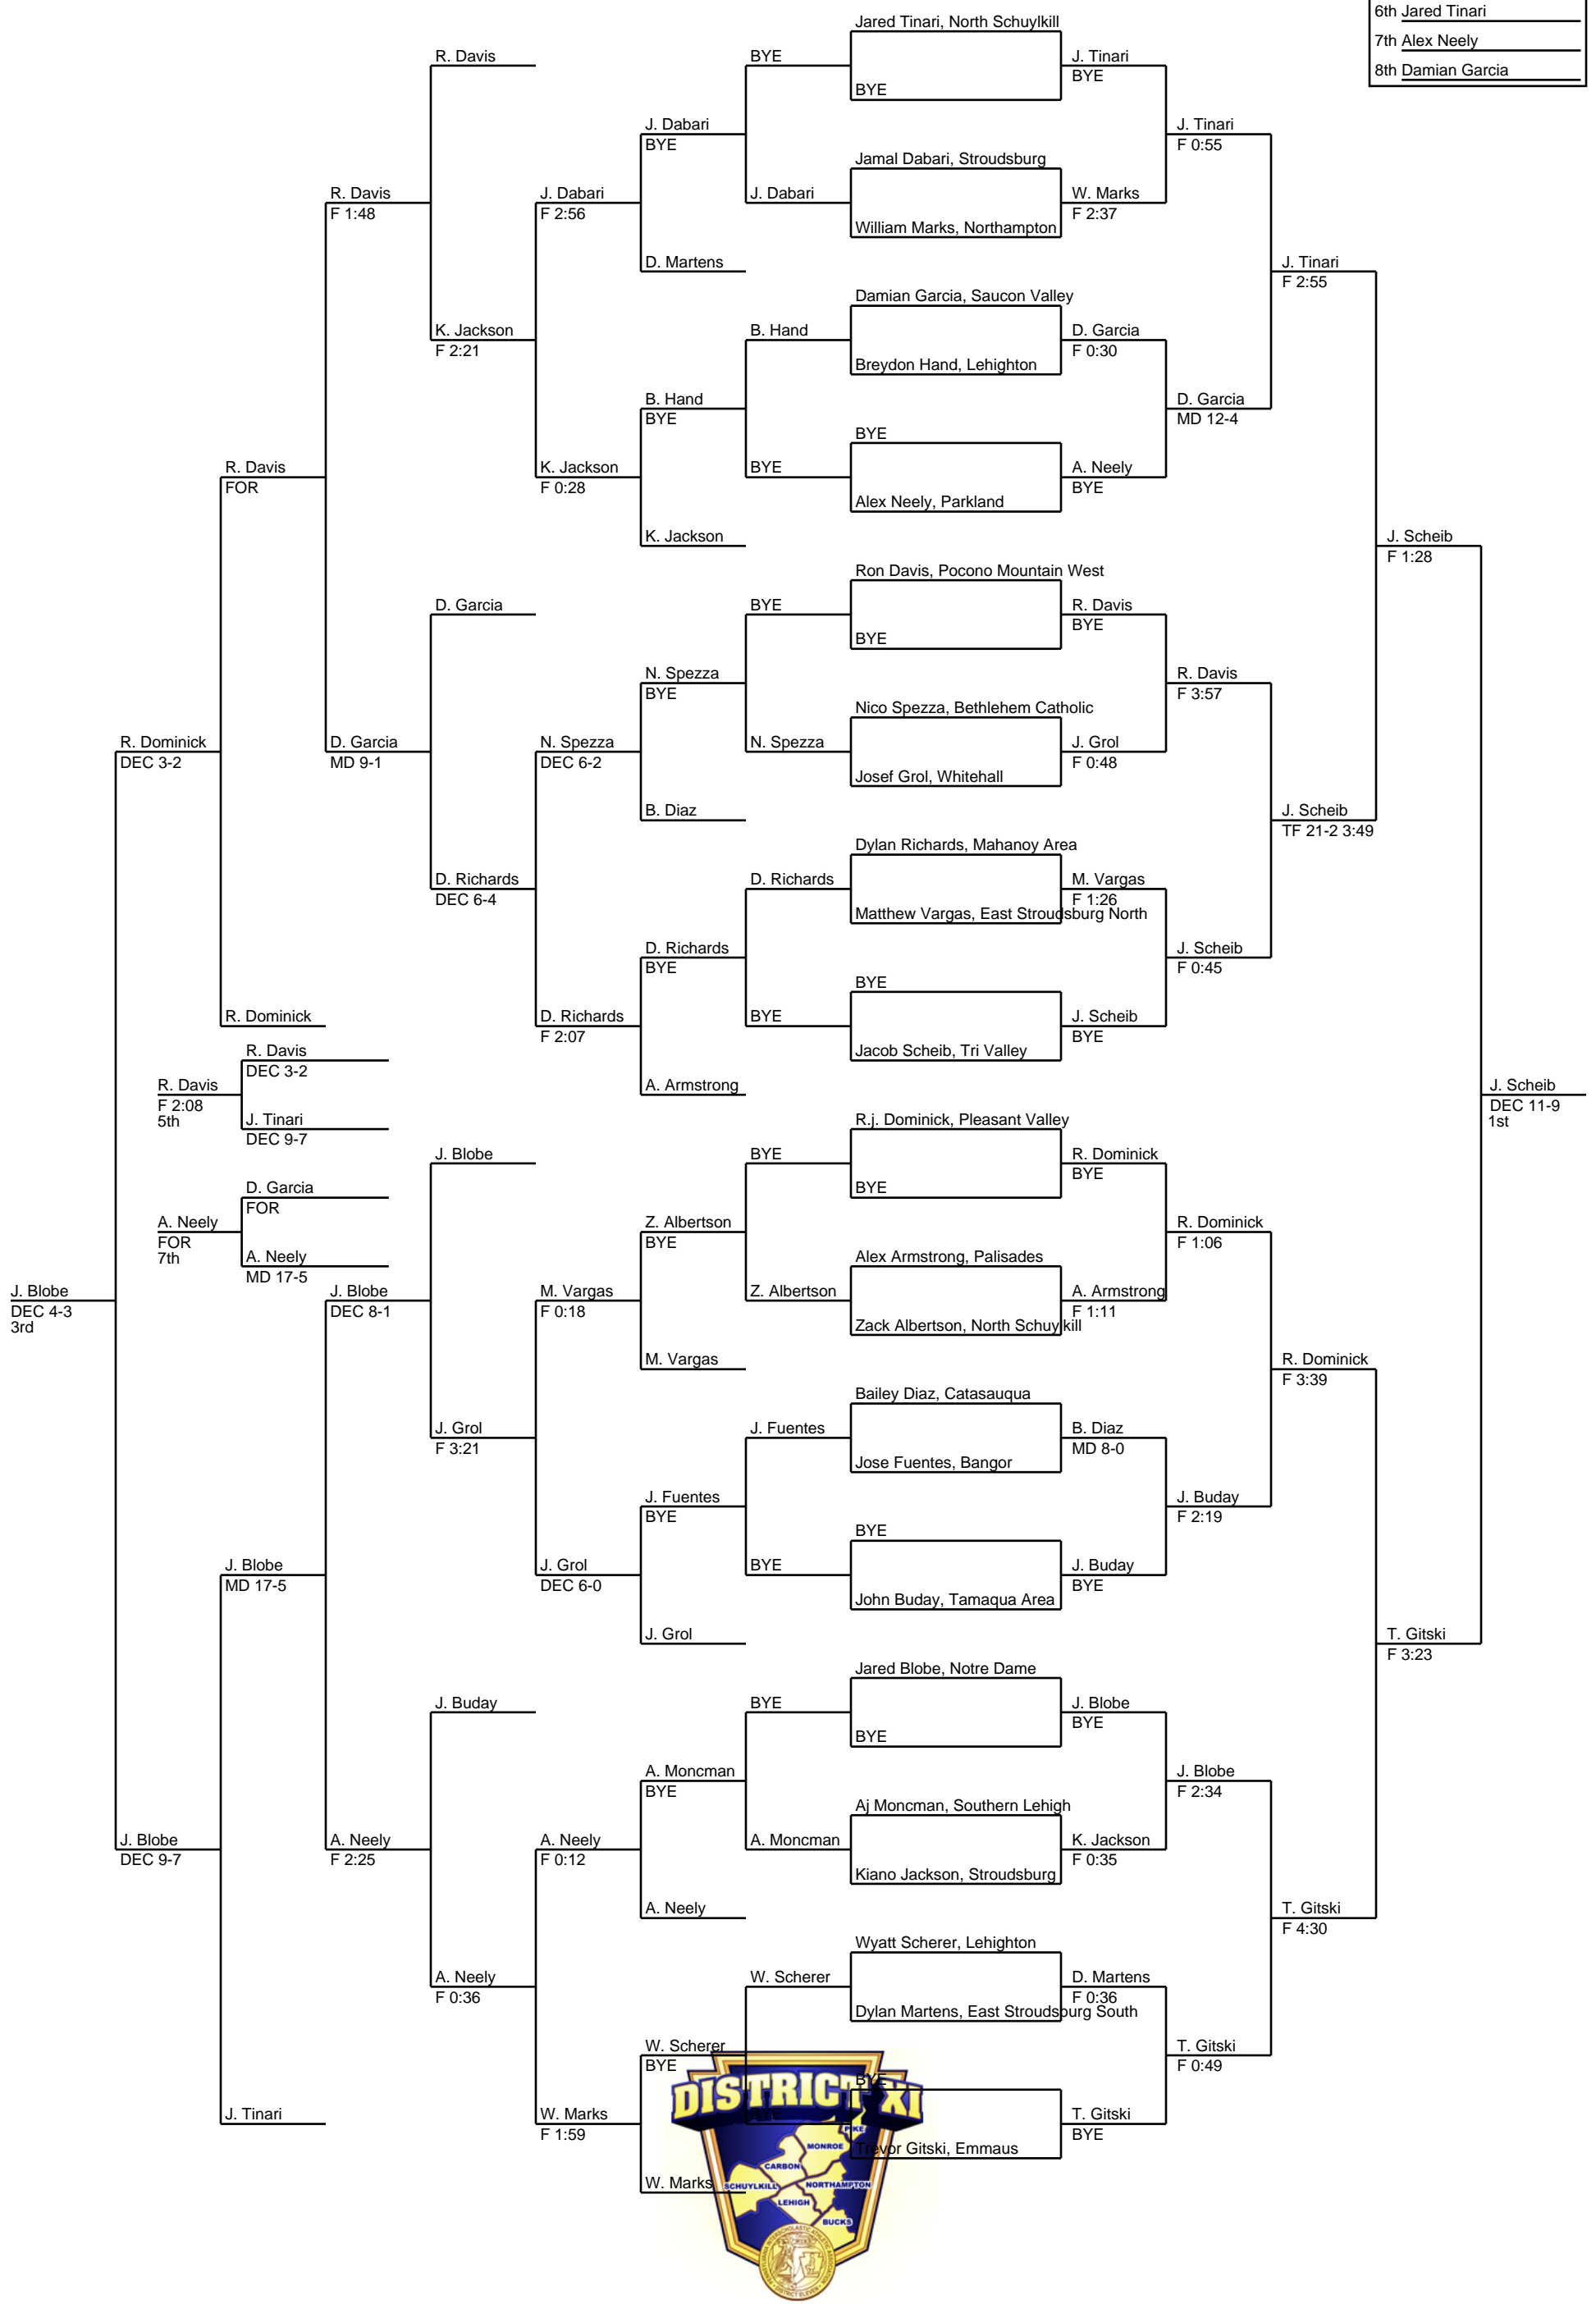 6th Jared Tinari
7th Alex Neely
8th Damian Garcia
Jared Tinari, North Schuylkill
R. Davis
BYE
J. Tinari
BYE
BYE
J. Dabari
BYE
J. Tinari
F 0:55
Jamal Dabari, Stroudsburg
R. Davis
F 1:48
J. Dabari
F 2:56
J. Dabari
W. Marks
F 2:37
William Marks, Northampton
D. Martens
J. Tinari
F 2:55
Damian Garcia, Saucon Valley
K. Jackson
F 2:21
B. Hand
D. Garcia
F 0:30
Breydon Hand, Lehighton
B. Hand
BYE
D. Garcia
MD 12-4
BYE
R. Davis
FOR
K. Jackson
F 0:28
BYE
A. Neely
BYE
Alex Neely, Parkland
K. Jackson
J. Scheib
F 1:28
Ron Davis, Pocono Mountain West
D. Garcia
BYE
R. Davis
BYE
BYE
N. Spezza
BYE
R. Davis
F 3:57
Nico Spezza, Bethlehem Catholic
R. Dominick
DEC 3-2
D. Garcia
MD 9-1
N. Spezza
DEC 6-2
N. Spezza
J. Grol
F 0:48
Josef Grol, Whitehall
B. Diaz
J. Scheib
TF 21-2 3:49
Dylan Richards, Mahanoy Area
D. Richards
DEC 6-4
D. Richards
M. Vargas
F 1:26
Matthew Vargas, East Stroudsburg North
D. Richards
BYE
J. Scheib
F 0:45
BYE
R. Dominick
D. Richards
F 2:07
BYE
J. Scheib
BYE
Jacob Scheib, Tri Valley
R. Davis
DEC 3-2
R. Davis
F 2:08
5th
A. Armstrong
J. Scheib
DEC 11-9
1st
J. Tinari
DEC 9-7
R.j. Dominick, Pleasant Valley
J. Blobe
BYE
R. Dominick
BYE
BYE
D. Garcia
FOR
A. Neely
FOR
7th
Z. Albertson
BYE
R. Dominick
F 1:06
A. Neely
MD 17-5
Alex Armstrong, Palisades
J. Blobe
DEC 4-3
3rd
J. Blobe
DEC 8-1
M. Vargas
F 0:18
Z. Albertson
A. Armstrong
F 1:11
Zack Albertson, North Schuylkill
M. Vargas
R. Dominick
F 3:39
Bailey Diaz, Catasauqua
J. Grol
F 3:21
J. Fuentes
B. Diaz
MD 8-0
Jose Fuentes, Bangor
J. Fuentes
BYE
J. Buday
F 2:19
BYE
J. Blobe
MD 17-5
J. Grol
DEC 6-0
BYE
J. Buday
BYE
John Buday, Tamaqua Area
J. Grol
T. Gitski
F 3:23
Jared Blobe, Notre Dame
J. Buday
BYE
J. Blobe
BYE
BYE
A. Moncman
BYE
J. Blobe
F 2:34
Aj Moncman, Southern Lehigh
J. Blobe
DEC 9-7
A. Neely
F 2:25
A. Neely
F 0:12
A. Moncman
K. Jackson
F 0:35
Kiano Jackson, Stroudsburg
A. Neely
T. Gitski
F 4:30
Wyatt Scherer, Lehighton
A. Neely
F 0:36
W. Scherer
D. Martens
F 0:36
Dylan Martens, East Stroudsburg South
W. Scherer
BYE
T. Gitski
F 0:49
BYE
DISTRICT XI
J. Tinari
W. Marks
F 1:59
BYE
T. Gitski
BYE
PIKE
Trevor Gitski, Emmaus
MONROE
CARBON
W. Marks
SCHUYLKILL
NORTHAMPTON
LEHIGH
BUCKS
PENNSYLVANIA INTERSCHOLASTIC ATHLETIC ASSOCIATION
DISTRICT ELEVEN